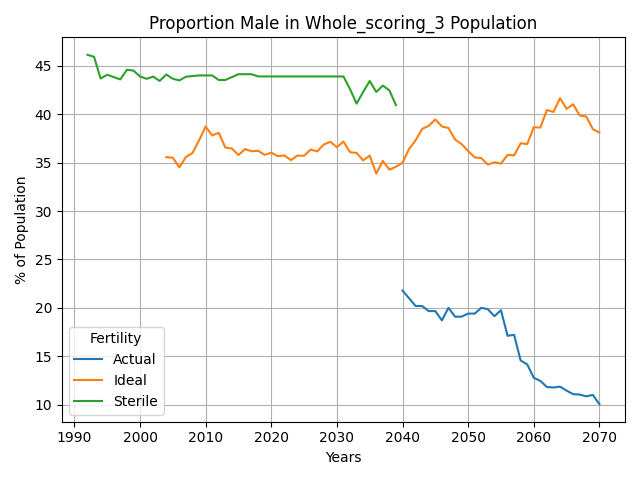 Proportion Male in Whole_scoring_3 Population
% of Population
45
40
35
30
25
20
15
10
Fertility
Actual
Ideal
Sterile
1990 2000 2010 2020 2030 2040 2050 2060 2070
Years